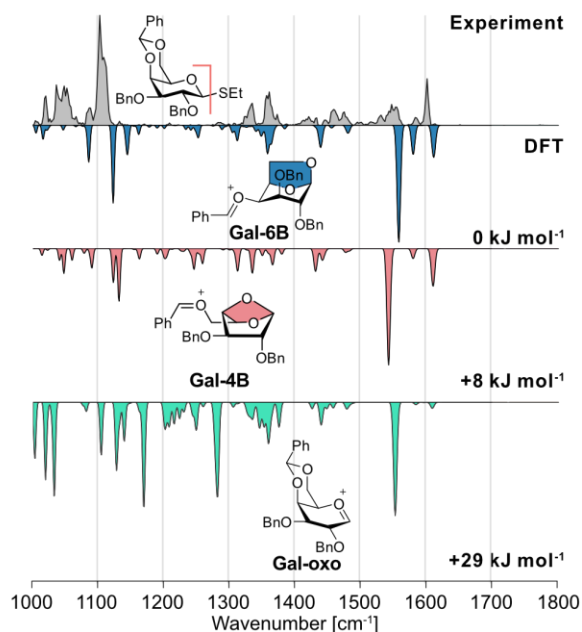 Experiment
Ph
O
O
O
SEt
BnO
BnO
DFT
OBn
O
O
+
O
Ph
OBn
Gal-6B
0 kJ mol⁻¹
+
O
O
Ph
O
BnO
OBn
Gal-4B
+8 kJ mol⁻¹
Ph
O
O
+
O
BnO
BnO
Gal-oxo
+29 kJ mol⁻¹
1000 1100 1200 1300 1400 1500 1600 1700 1800
Wavenumber [cm⁻¹]